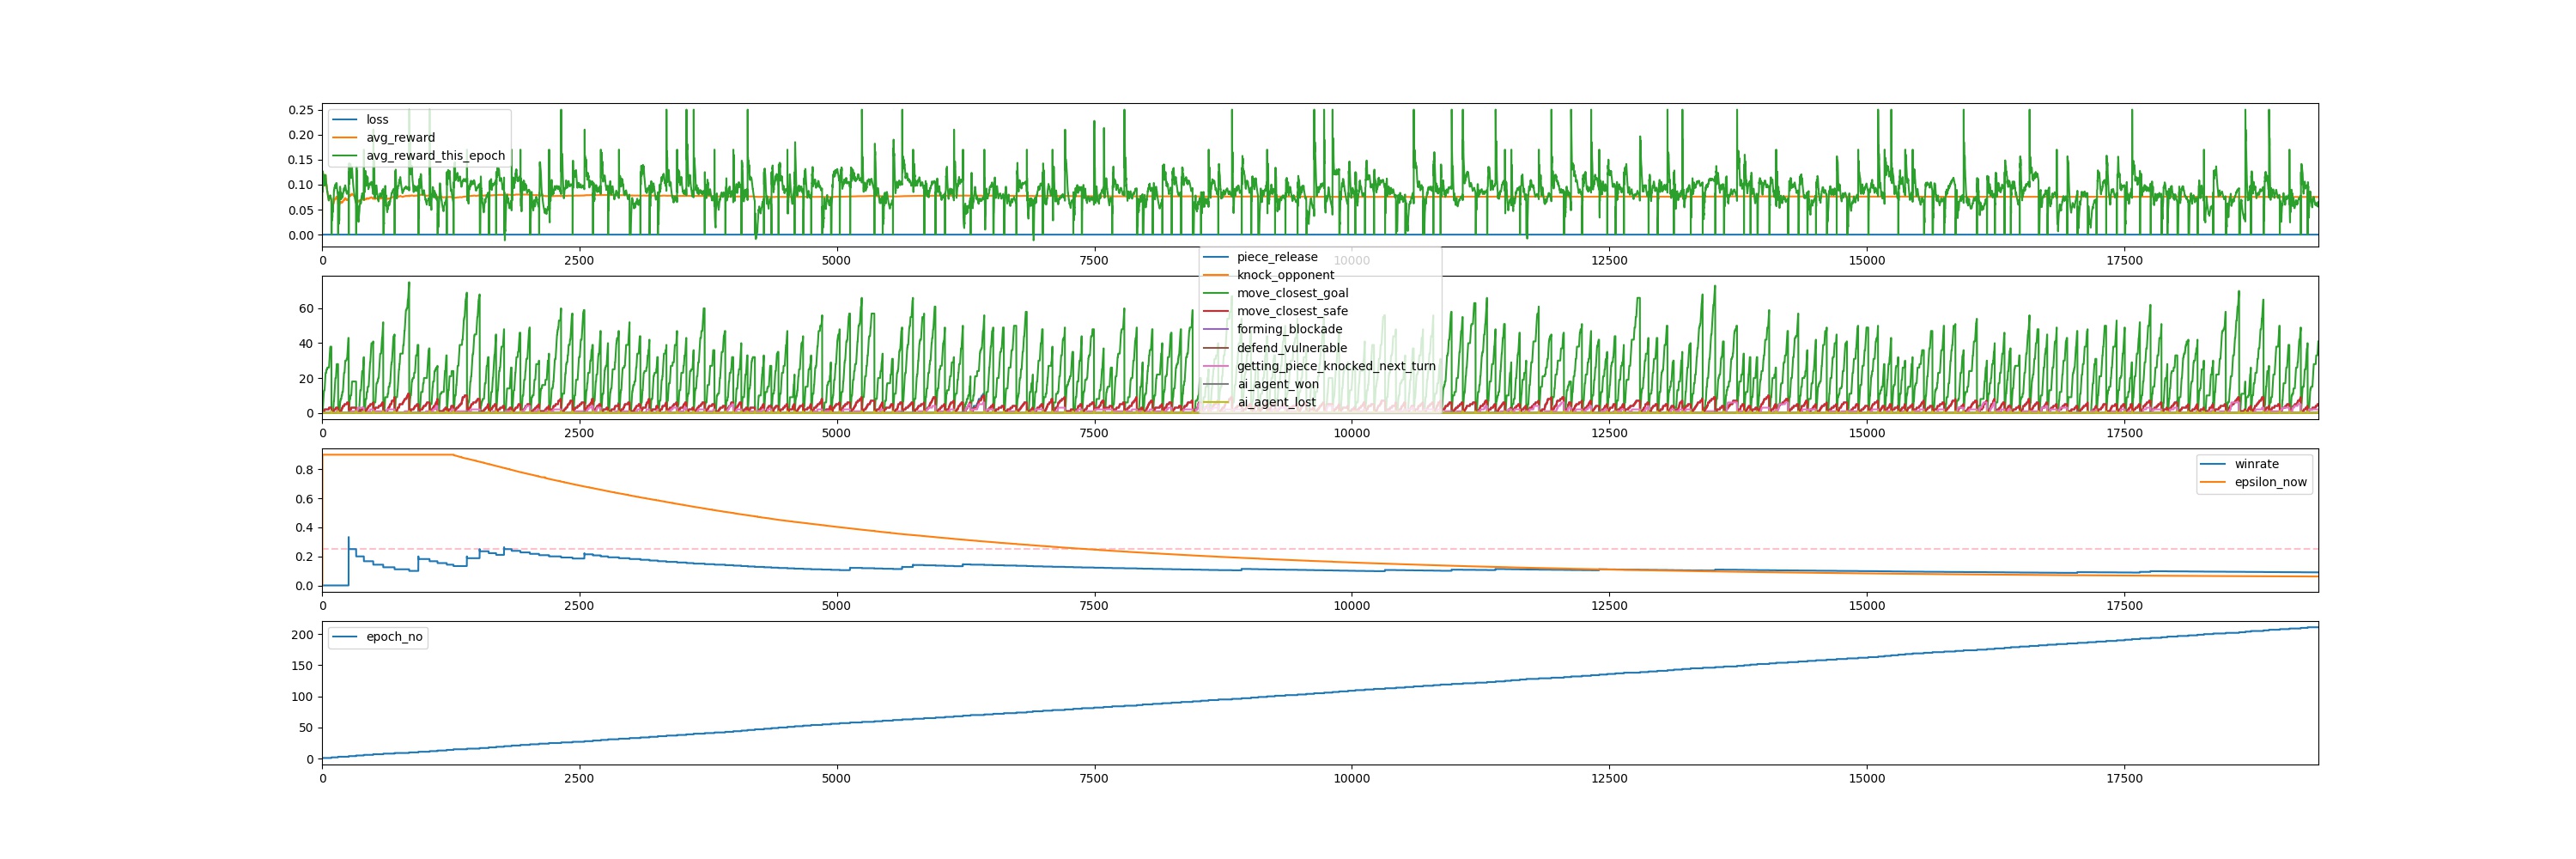 0.25
0.20
0.15
0.10
0.05
0.00
loss
avg_reward
avg_reward_this_epoch
0 2500 5000 7500 10000 12500 15000 17500
60
40
20
0
piece_release
knock_opponent
move_closest_goal
move_closest_safe
forming_blockade
defend_vulnerable
getting_piece_knocked_next_turn
ai_agent_won
ai_agent_lost
0 2500 5000 7500 10000 12500 15000 17500
0.8
0.6
0.4
0.2
0.0
winrate
epsilon_now
0 2500 5000 7500 10000 12500 15000 17500
200
150
100
50
0
epoch_no
0 2500 5000 7500 10000 12500 15000 17500